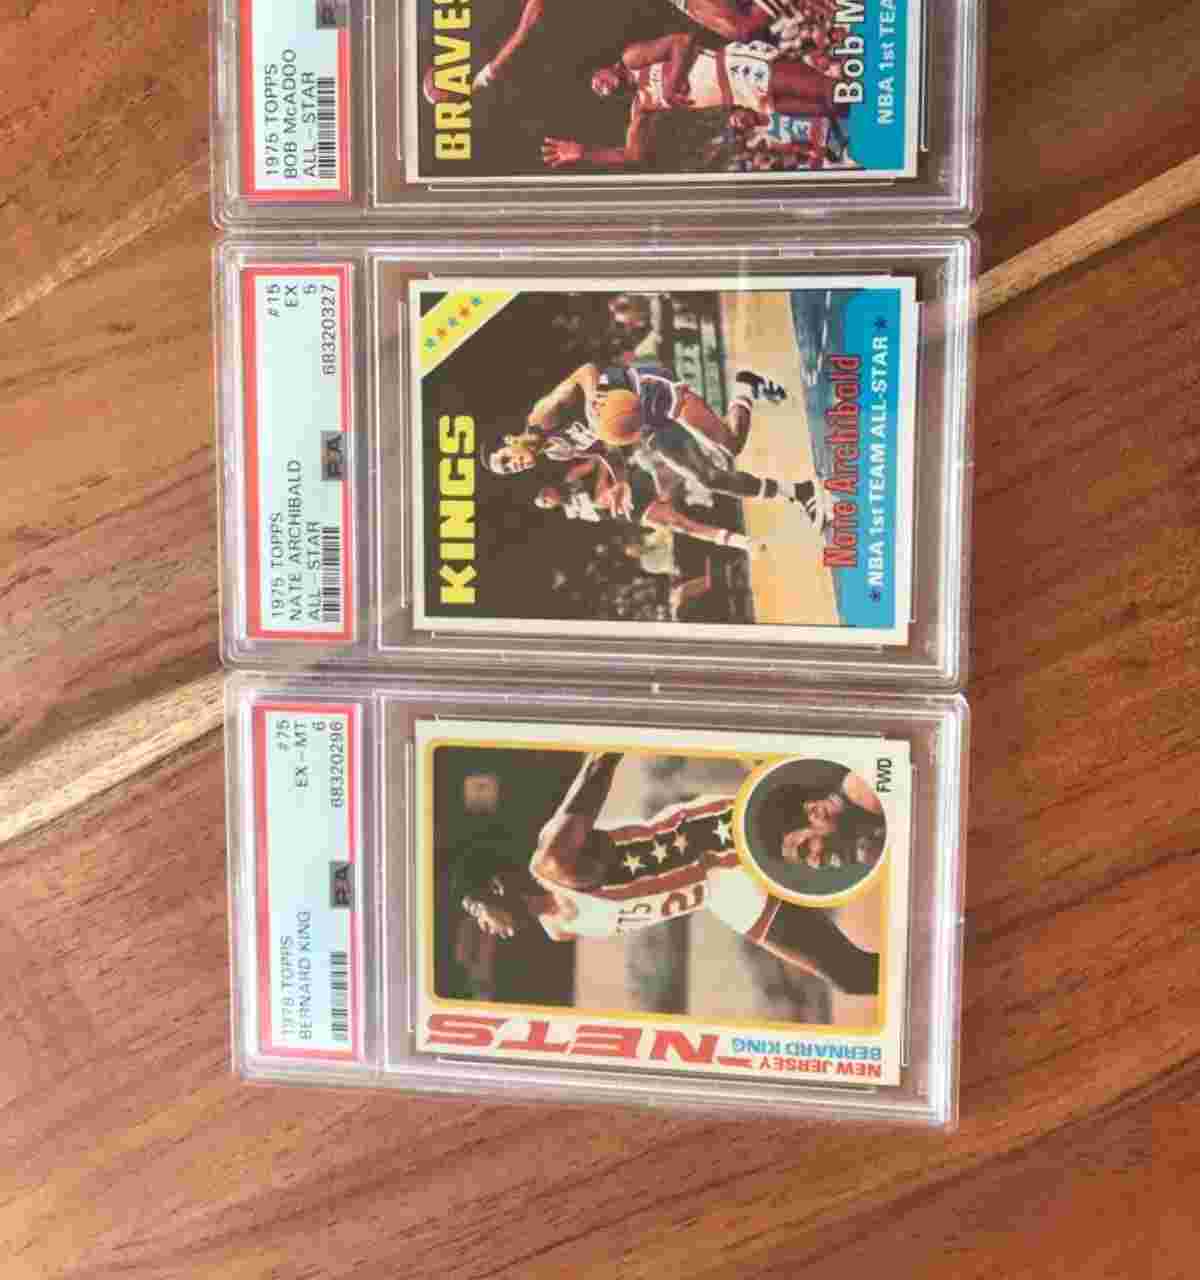 1975 TOPPS
BOB McADOO
ALL-STAR
BRAVES
Bob M
NBA 1st TEA
1975 TOPPS #15
NATE ARCHIBALD EX
ALL-STAR 5
PSA 68320327
KINGS
Nate Archibald
★NBA 1st TEAM ALL-STAR★
1978 TOPPS #75
BERNARD KING EX-MT
6
PSA 68320296
NEW JERSEY
BERNARD KING
NETS
FWD